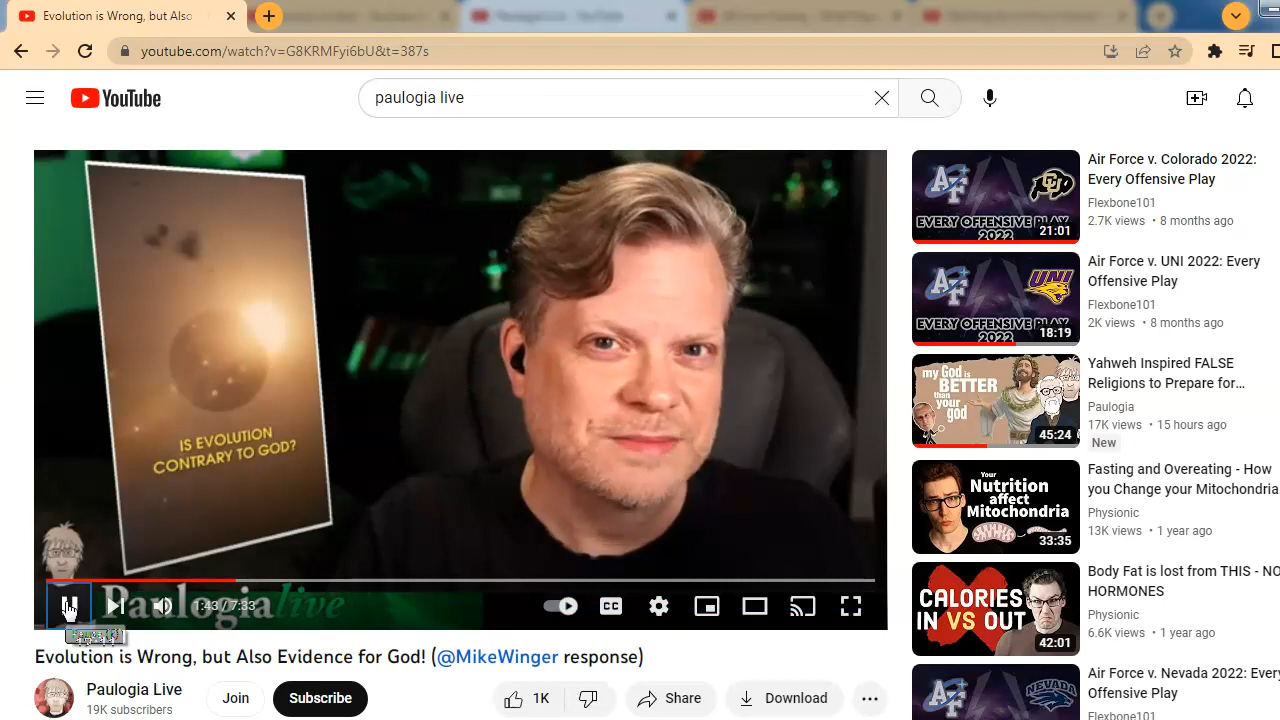 Evolution is Wrong, but Also
youtube.com/watch?v=G8KRMFyi6bU&t=387s
YouTube
paulogia live
IS EVOLUTION
CONTRARY TO GOD?
Paulogia live
1:43 / 7:33
CC
Evolution is Wrong, but Also Evidence for God! (@MikeWinger response)
Paulogia Live
19K subscribers
Join
Subscribe
1K
Share
Download
AF
CU
EVERY OFFENSIVE PLAY
2022
21:01
Air Force v. Colorado 2022:
Every Offensive Play
Flexbone101
2.7K views • 8 months ago
AF
UNI
EVERY OFFENSIVE PLAY
2022
18:19
Air Force v. UNI 2022: Every
Offensive Play
Flexbone101
2K views • 8 months ago
my God is
BETTER
than your
god
45:24
Yahweh Inspired FALSE
Religions to Prepare for...
Paulogia
17K views • 15 hours ago
New
Your
Nutrition
affect
Mitochondria
33:35
Fasting and Overeating - How
you Change your Mitochondria
Physionic
13K views • 1 year ago
CALORIES
IN VS OUT
42:01
Body Fat is lost from THIS - NO
HORMONES
Physionic
6.6K views • 1 year ago
AF
NEVADA
Air Force v. Nevada 2022: Every
Offensive Play
Flexbone101